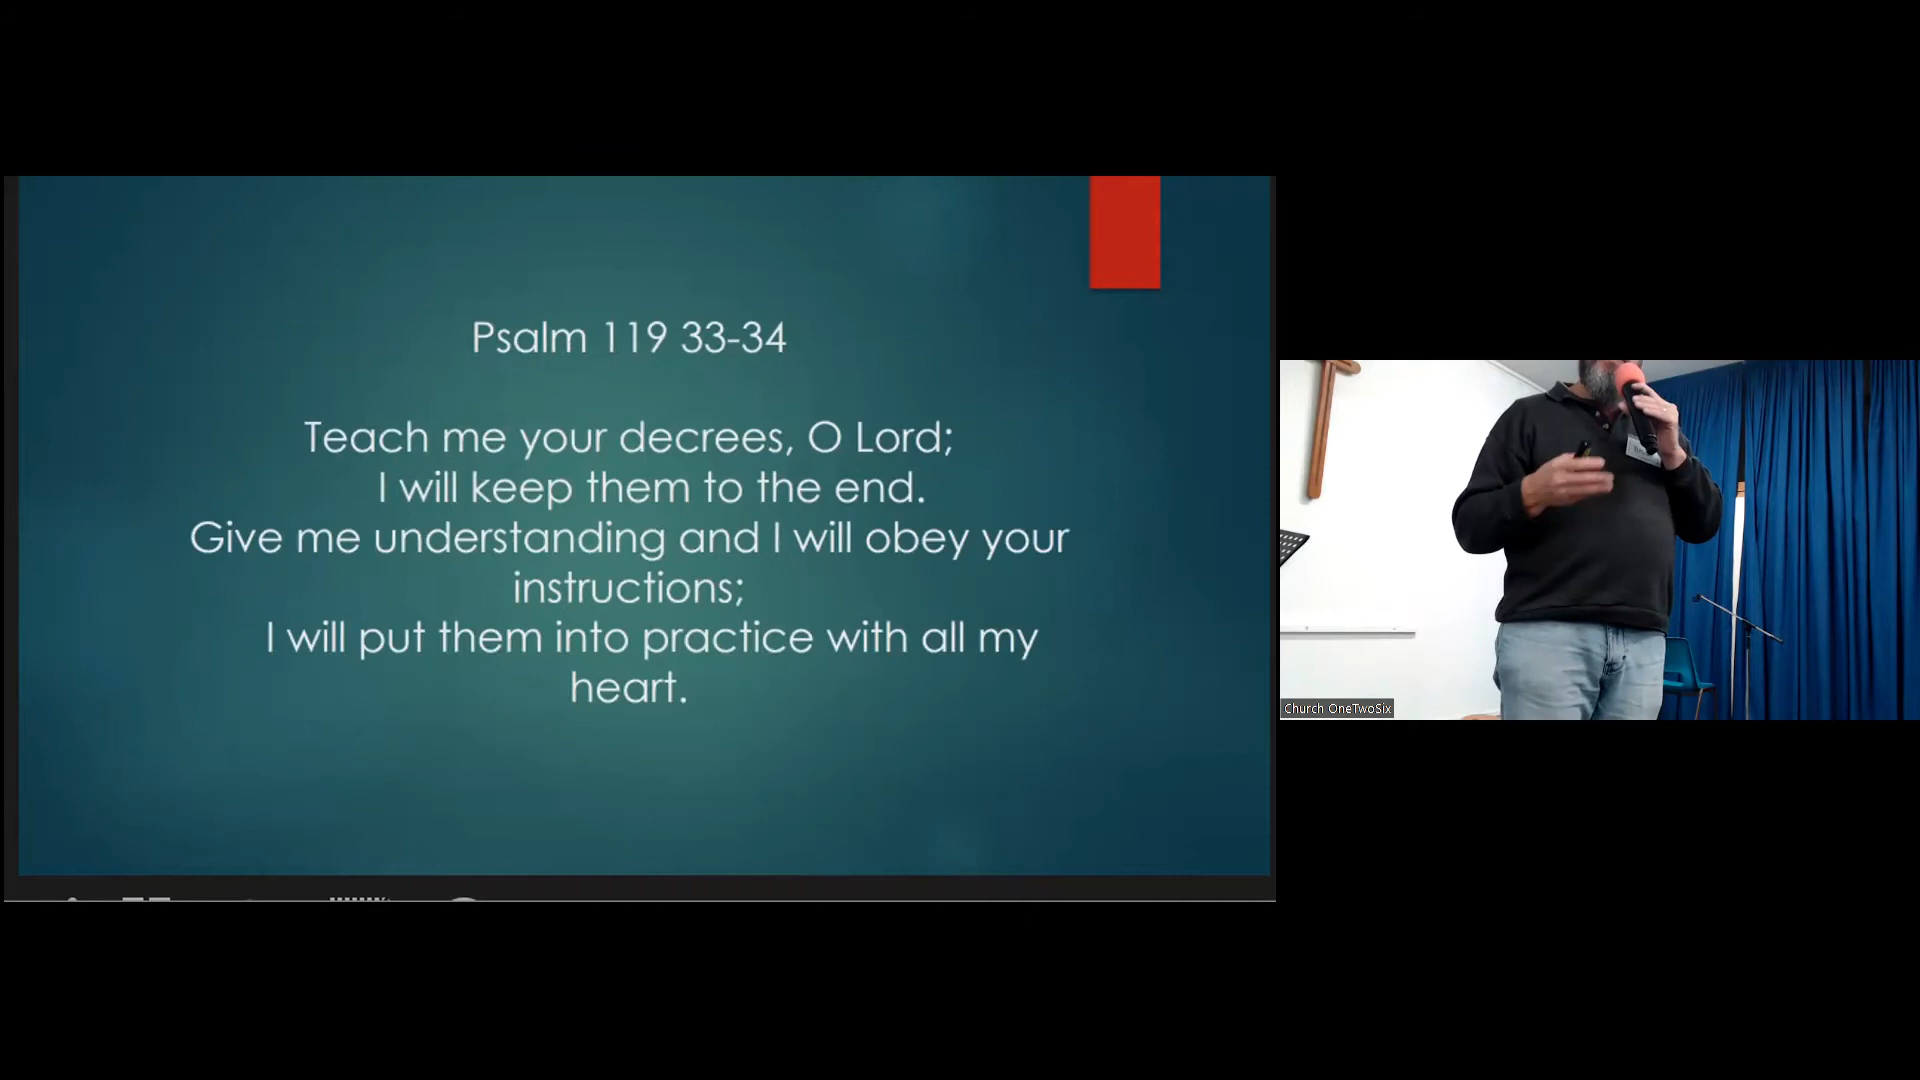 Psalm 119 33-34
Teach me your decrees, O Lord;
I will keep them to the end.
Give me understanding and I will obey your
instructions;
I will put them into practice with all my
heart.
Church OneTwoSix